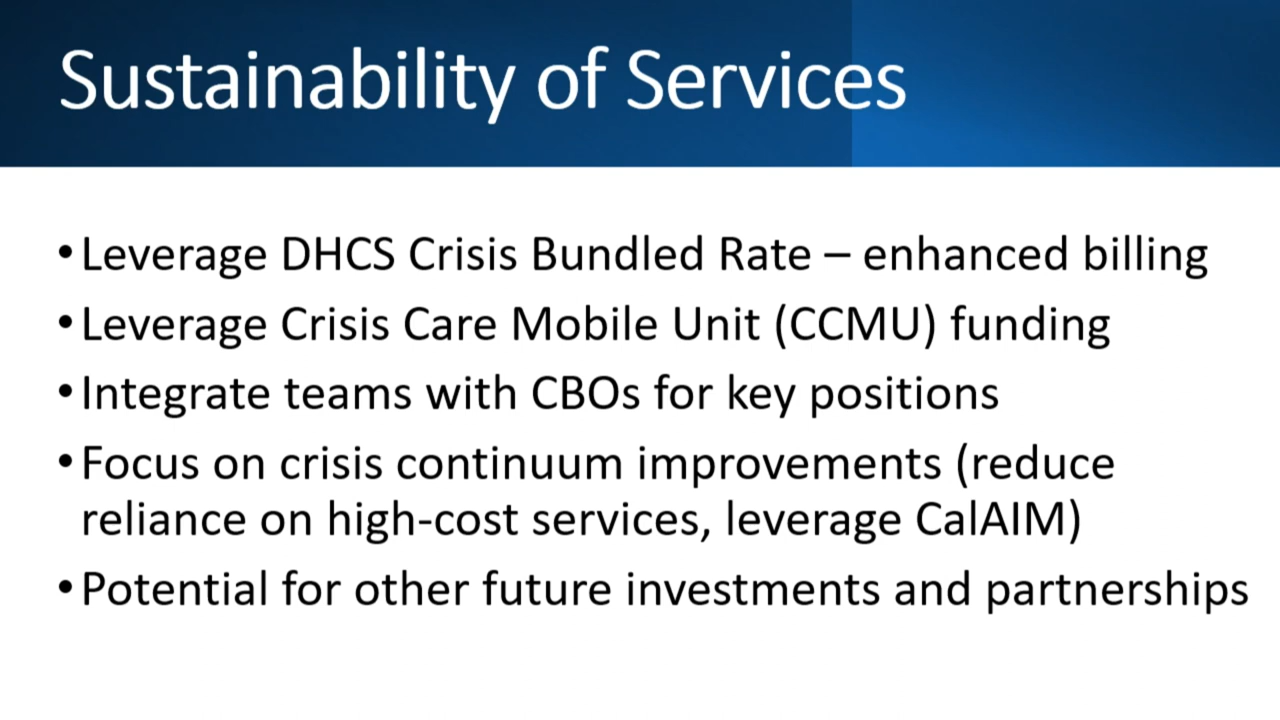 Sustainability of Services
•Leverage DHCS Crisis Bundled Rate – enhanced billing
•Leverage Crisis Care Mobile Unit (CCMU) funding
•Integrate teams with CBOs for key positions
•Focus on crisis continuum improvements (reduce
reliance on high-cost services, leverage CalAIM)
•Potential for other future investments and partnerships